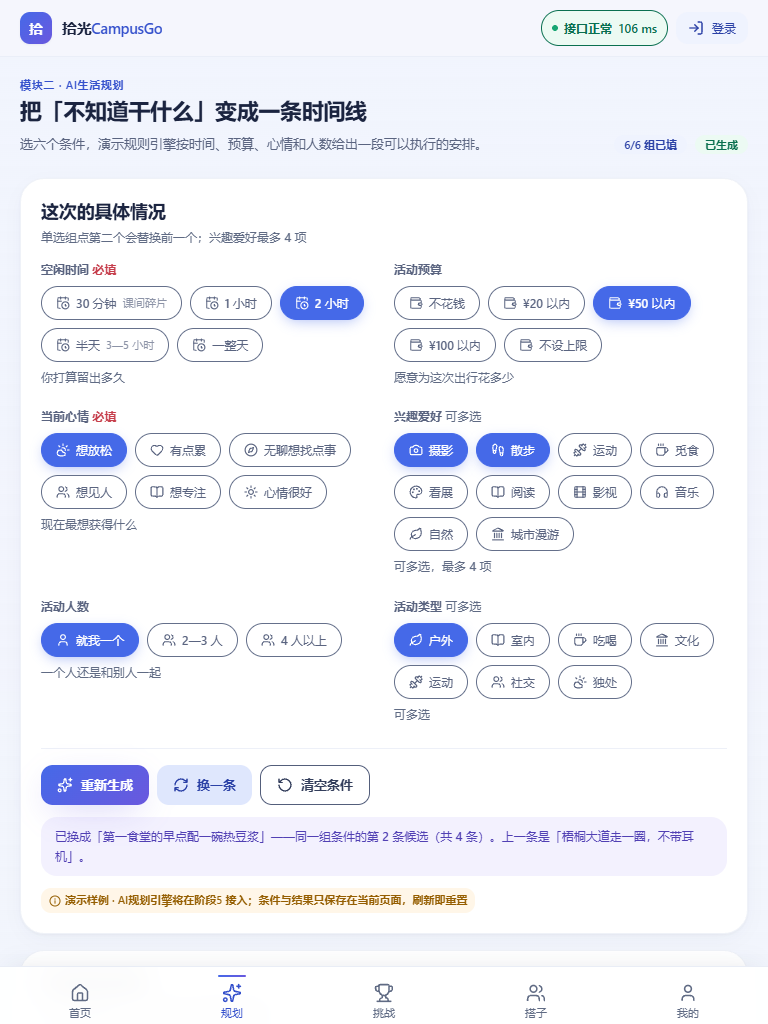 拾
拾光CampusGo
接口正常 106 ms
登录
模块二 · AI生活规划
把「不知道干什么」变成一条时间线
选六个条件，演示规则引擎按时间、预算、心情和人数给出一段可以执行的安排。
6/6 组已填
已生成
这次的具体情况
单选组点第二个会替换前一个；兴趣爱好最多 4 项
空闲时间 必填
30 分钟 课间碎片
1 小时
2 小时
半天 3—5 小时
一整天
你打算留出多久
活动预算
不花钱
¥20 以内
¥50 以内
¥100 以内
不设上限
愿意为这次出行花多少
当前心情 必填
想放松
有点累
无聊想找点事
想见人
想专注
心情很好
现在最想获得什么
兴趣爱好 可多选
摄影
散步
运动
觅食
看展
阅读
影视
音乐
自然
城市漫游
可多选，最多 4 项
活动人数
就我一个
2—3 人
4 人以上
一个人还是和别人一起
活动类型 可多选
户外
室内
吃喝
文化
运动
社交
独处
可多选
重新生成
换一条
清空条件
已换成「第一食堂的早点配一碗热豆浆」——同一组条件的第 2 条候选（共 4 条）。上一条是「梧桐大道走一圈，不带耳
机」。
演示样例 · AI规划引擎将在阶段5 接入；条件与结果只保存在当前页面，刷新即重置
首页
规划
挑战
搭子
我的